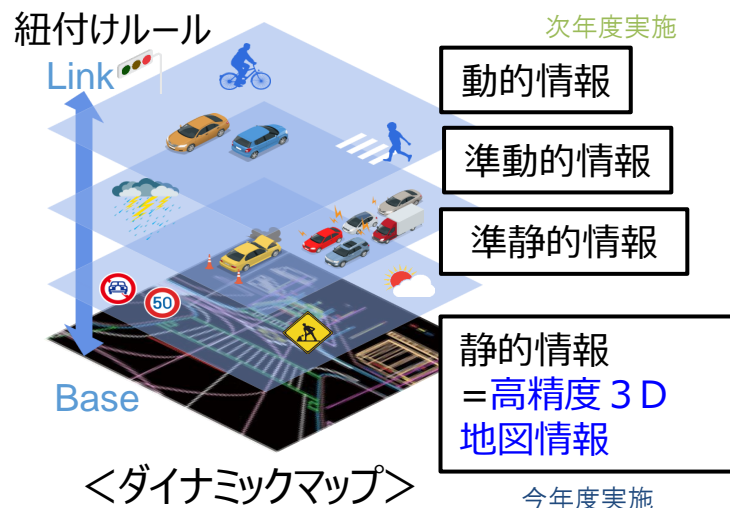 紐付けルール
次年度実施
Link
動的情報
準動的情報
準静的情報
50
静的情報
=高精度３Ｄ
地図情報
Base
＜ダイナミックマップ＞
今年度実施